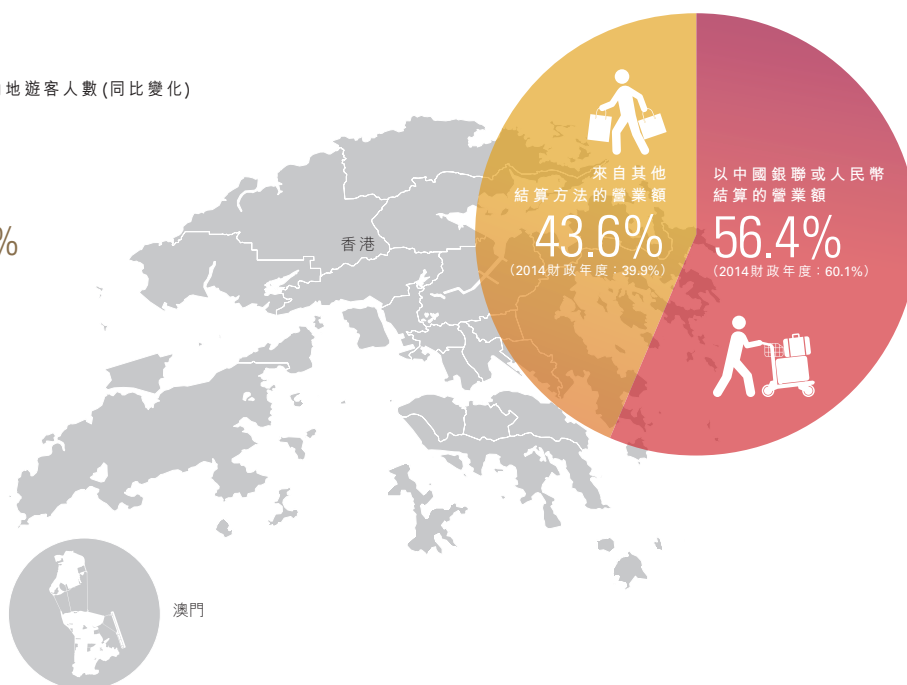 地遊客人數(同比變化)
%
香港
來自其他
結算方法的營業額
43.6%
(2014財政年度：39.9%)
以中國銀聯或人民幣
結算的營業額
56.4%
(2014財政年度：60.1%)
澳門